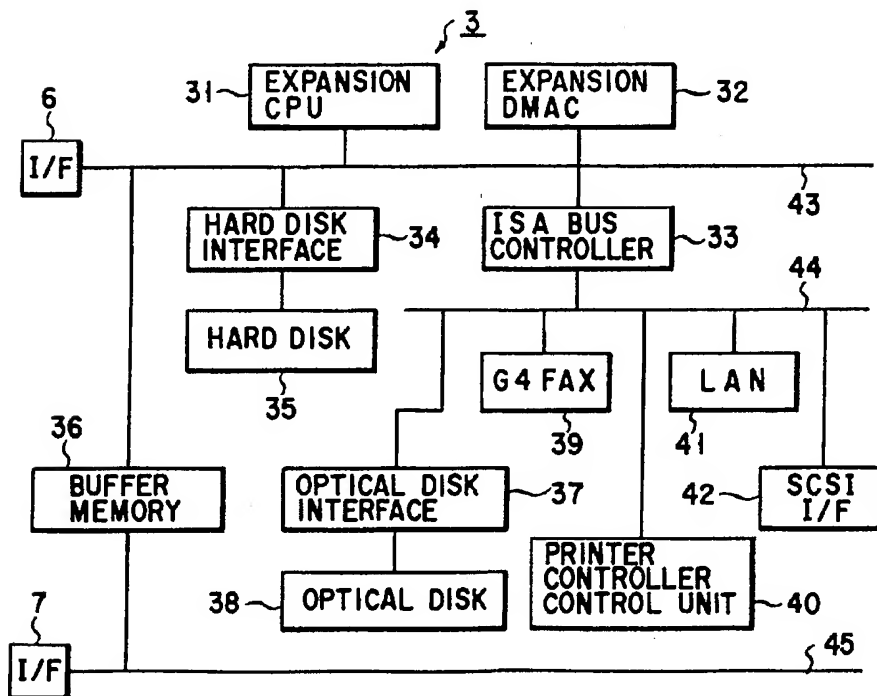 3
31
EXPANSION
CPU
EXPANSION
DMAC
32
6
I/F
43
HARD DISK
INTERFACE
34
ISA BUS
CONTROLLER
33
44
HARD DISK
35
G4 FAX
39
LAN
41
36
BUFFER
MEMORY
OPTICAL DISK
INTERFACE
37
42
SCSI
I/F
38
OPTICAL DISK
PRINTER
CONTROLLER
CONTROL UNIT
40
7
I/F
45